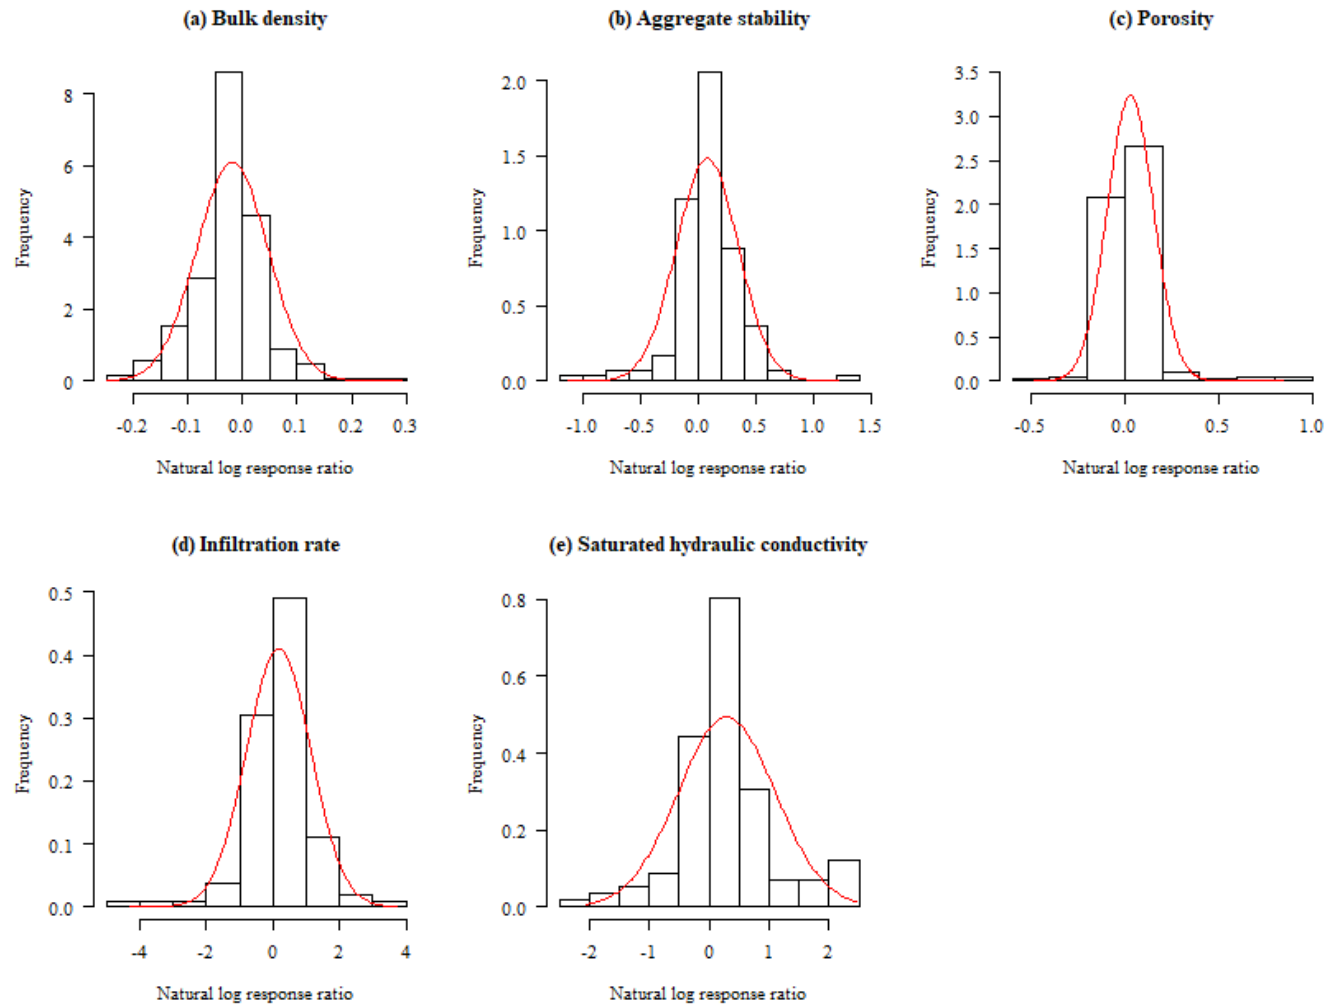 (a) Bulk density
(b) Aggregate stability
(c) Porosity
Frequency
8
6
4
2
0
-0.2 -0.1 0.0 0.1 0.2 0.3
Natural log response ratio
Frequency
2.0
1.5
1.0
0.5
0.0
-1.0 -0.5 0.0 0.5 1.0 1.5
Natural log response ratio
Frequency
3.5
3.0
2.5
2.0
1.5
1.0
0.5
0.0
-0.5 0.0 0.5 1.0
Natural log response ratio
(d) Infiltration rate
(e) Saturated hydraulic conductivity
Frequency
0.5
0.4
0.3
0.2
0.1
0.0
-4 -2 0 2 4
Natural log response ratio
Frequency
0.8
0.6
0.4
0.2
0.0
-2 -1 0 1 2
Natural log response ratio